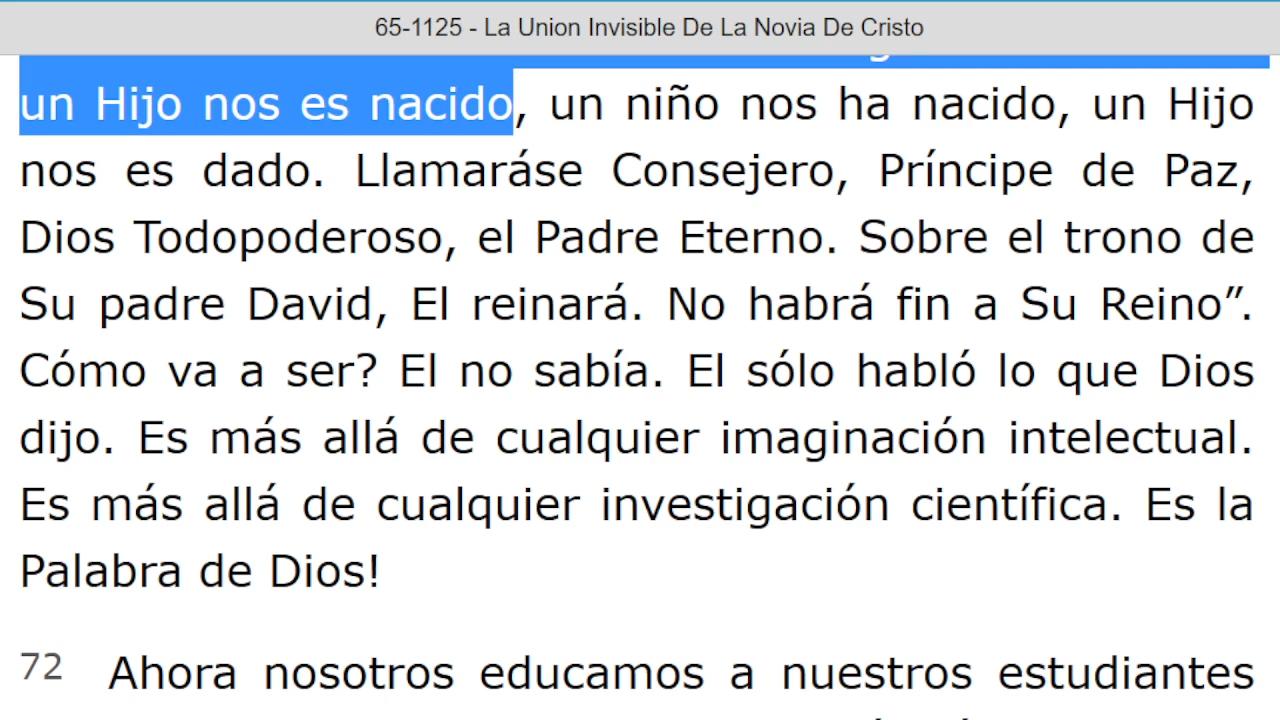 65-1125 - La Union Invisible De La Novia De Cristo
un Hijo nos es nacido, un niño nos ha nacido, un Hijo
nos es dado. Llamaráse Consejero, Príncipe de Paz,
Dios Todopoderoso, el Padre Eterno. Sobre el trono de
Su padre David, El reinará. No habrá fin a Su Reino”.
Cómo va a ser? El no sabía. El sólo habló lo que Dios
dijo. Es más allá de cualquier imaginación intelectual.
Es más allá de cualquier investigación científica. Es la
Palabra de Dios!
72 Ahora nosotros educamos a nuestros estudiantes